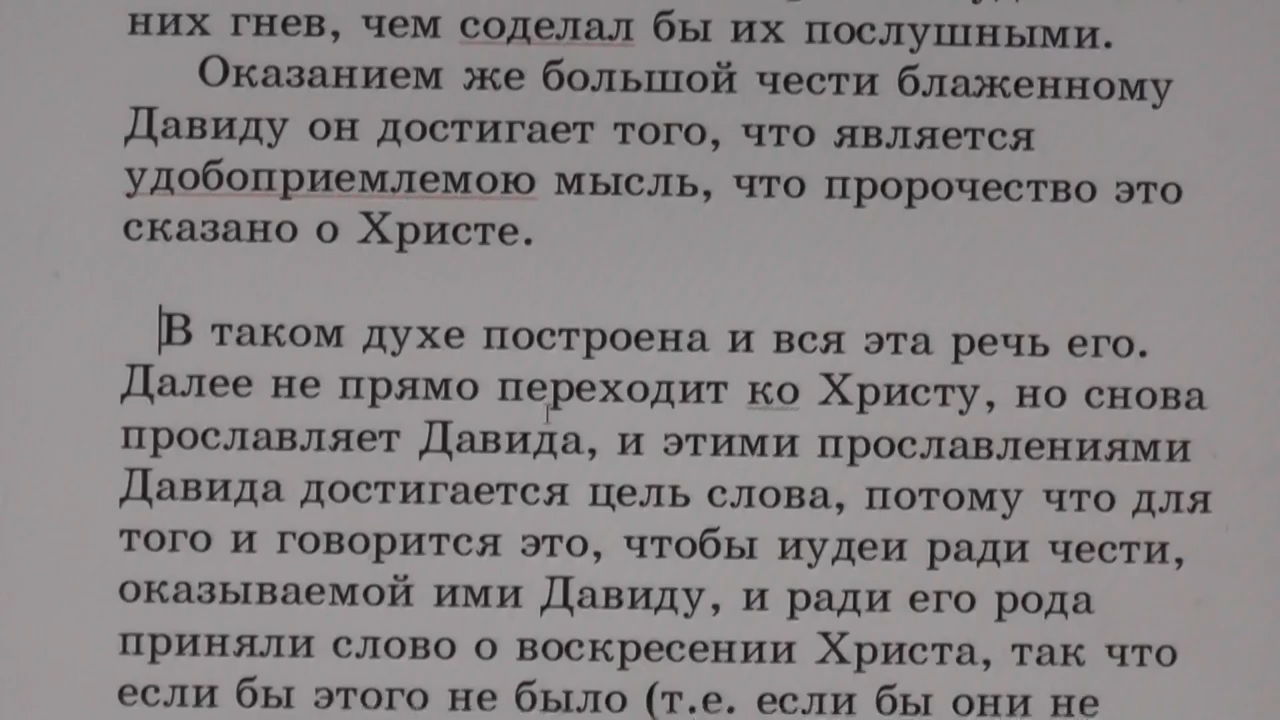 них гнев, чем соделал бы их послушными.
Оказанием же большой чести блаженному
Давиду он достигает того, что является
удобоприемлемою мысль, что пророчество это
сказано о Христе.
В таком духе построена и вся эта речь его.
Далее не прямо переходит ко Христу, но снова
прославляет Давида, и этими прославлениями
Давида достигается цель слова, потому что для
того и говорится это, чтобы иудеи ради чести,
оказываемой ими Давиду, и ради его рода
приняли слово о воскресении Христа, так что
если бы этого не было (т.е. если бы они не